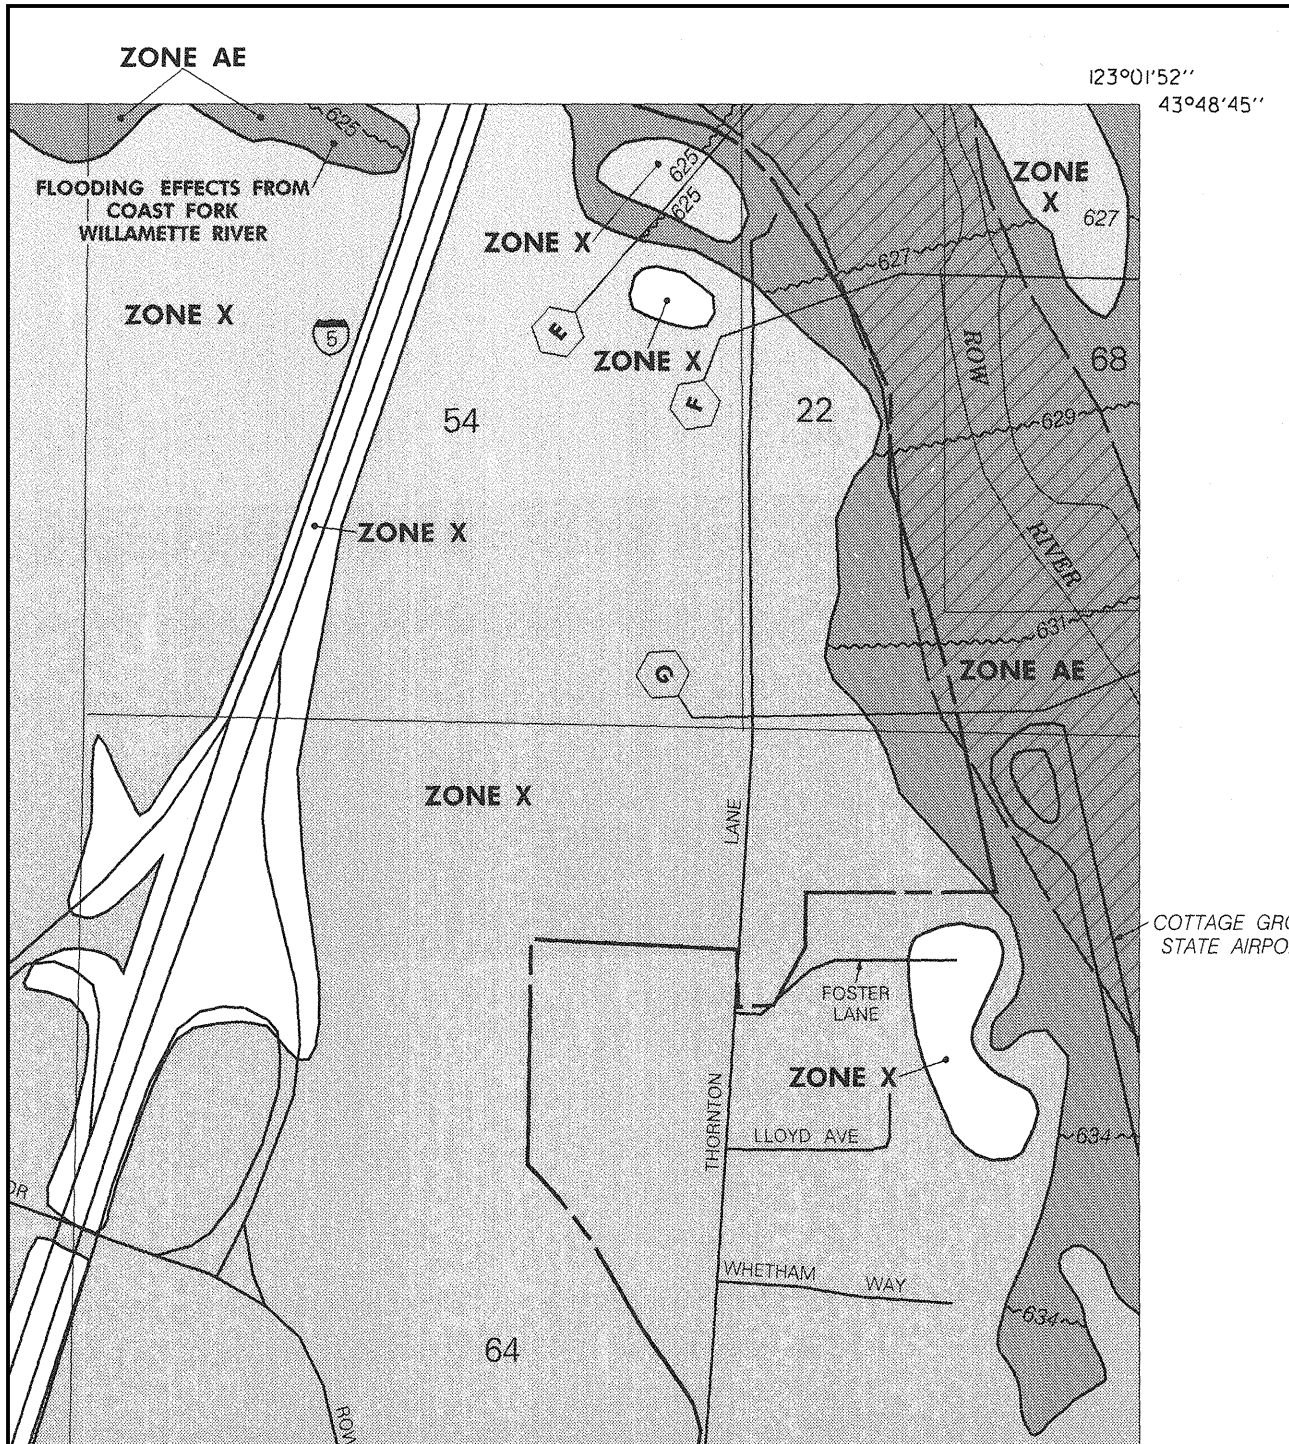 ZONE AE
123°01'52''
43°48'45''
625
FLOODING EFFECTS FROM
COAST FORK
WILLAMETTE RIVER
625
625
ZONE X
ZONE
X
627
627
ZONE X
5
E
ZONE X
ROW
68
F
54
22
629
ZONE X
RIVER
631
G
ZONE AE
ZONE X
LANE
COTTAGE
STATE
FOSTER
LANE
ZONE X
THORNTON
LLOYD AVE
634
DR
WHETHAM WAY
634
64
ROW